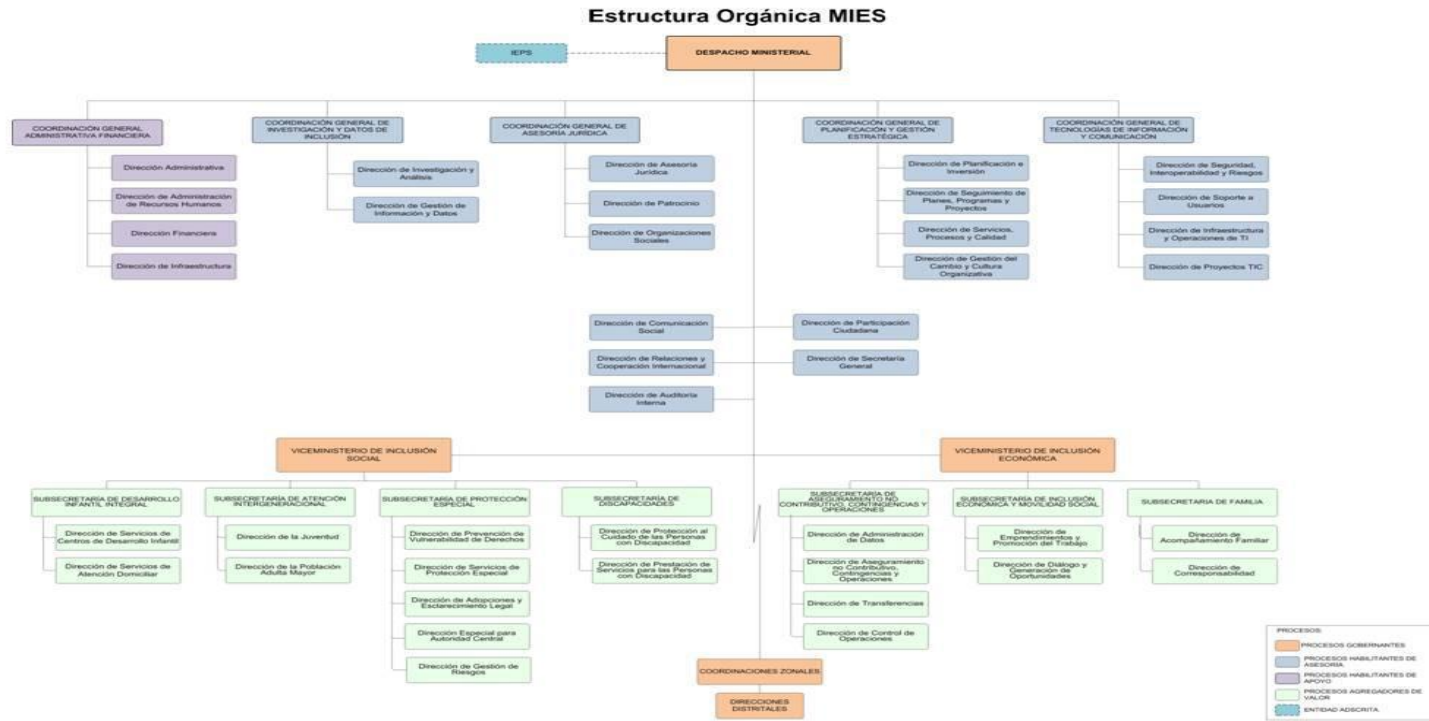 Estructura Orgánica MIES
IEPS
DESPACHO MINISTERIAL
COORDINACIÓN GENERAL
ADMINISTRATIVA FINANCIERA
Dirección Administrativa
Dirección de Administración
de Recursos Humanos
Dirección Financiera
Dirección de Infraestructura
COORDINACIÓN GENERAL DE
INVESTIGACIÓN Y DATOS DE
INCLUSIÓN
Dirección de Investigación y
Análisis
Dirección de Gestión de
Información y Datos
COORDINACIÓN GENERAL DE
ASESORÍA JURÍDICA
Dirección de Asesoría
Jurídica
Dirección de Patrocinio
Dirección de Organizaciones
Sociales
COORDINACIÓN GENERAL DE
PLANIFICACIÓN Y GESTIÓN
ESTRATÉGICA
Dirección de Planificación e
Inversión
Dirección de Seguimiento de
Planes, Programas y
Proyectos
Dirección de Servicios,
Procesos y Calidad
Dirección de Gestión del
Cambio y Cultura
Organizativa
COORDINACIÓN GENERAL DE
TECNOLOGÍAS DE INFORMACIÓN
Y COMUNICACIÓN
Dirección de Seguridad,
Interoperabilidad y Riesgos
Dirección de Soporte a
Usuarios
Dirección de Infraestructura
y Operaciones de TI
Dirección de Proyectos TIC
Dirección de Comunicación
Social
Dirección de Participación
Ciudadana
Dirección de Relaciones y
Cooperación Internacional
Dirección de Secretaría
General
Dirección de Auditoría
Interna
VICEMINISTERIO DE INCLUSIÓN
SOCIAL
SUBSECRETARÍA DE DESARROLLO
INFANTIL INTEGRAL
Dirección de Servicios de
Centros de Desarrollo Infantil
Dirección de Servicios de
Atención Domiciliar
SUBSECRETARÍA DE ATENCIÓN
INTERGENERACIONAL
Dirección de la Juventud
Dirección de la Población
Adulta Mayor
SUBSECRETARÍA DE PROTECCIÓN
ESPECIAL
Dirección de Prevención de
Vulnerabilidad de Derechos
Dirección de Servicios de
Protección Especial
Dirección de Adopciones y
Esclarecimiento Legal
Dirección Especial para
Autoridad Central
Dirección de Gestión de
Riesgos
SUBSECRETARÍA DE
DISCAPACIDADES
Dirección de Protección al
Cuidado de las Personas
con Discapacidad
Dirección de Prestación de
Servicios para las Personas
con Discapacidad
VICEMINISTERIO DE INCLUSIÓN
ECONÓMICA
SUBSECRETARÍA DE
ASEGURAMIENTO NO
CONTRIBUTIVO, CONTINGENCIAS Y
OPERACIONES
Dirección de Administración
de Datos
Dirección de Aseguramiento
no Contributivo,
Contingencias y
Operaciones
Dirección de Transferencias
Dirección de Control de
Operaciones
SUBSECRETARÍA DE INCLUSIÓN
ECONÓMICA Y MOVILIDAD SOCIAL
Dirección de
Emprendimientos y
Promoción del Trabajo
Dirección de Diálogo y
Generación de
Oportunidades
SUBSECRETARIA DE FAMILIA
Dirección de
Acompañamiento Familiar
Dirección de
Corresponsabilidad
COORDINACIONES ZONALES
DIRECCIONES
DISTRITALES
PROCESOS:
PROCESOS GOBERNANTES
PROCESOS HABILITANTES DE
ASESORÍA
PROCESOS HABILITANTES DE
APOYO
PROCESOS AGREGADORES DE
VALOR
ENTIDAD ADSCRITA